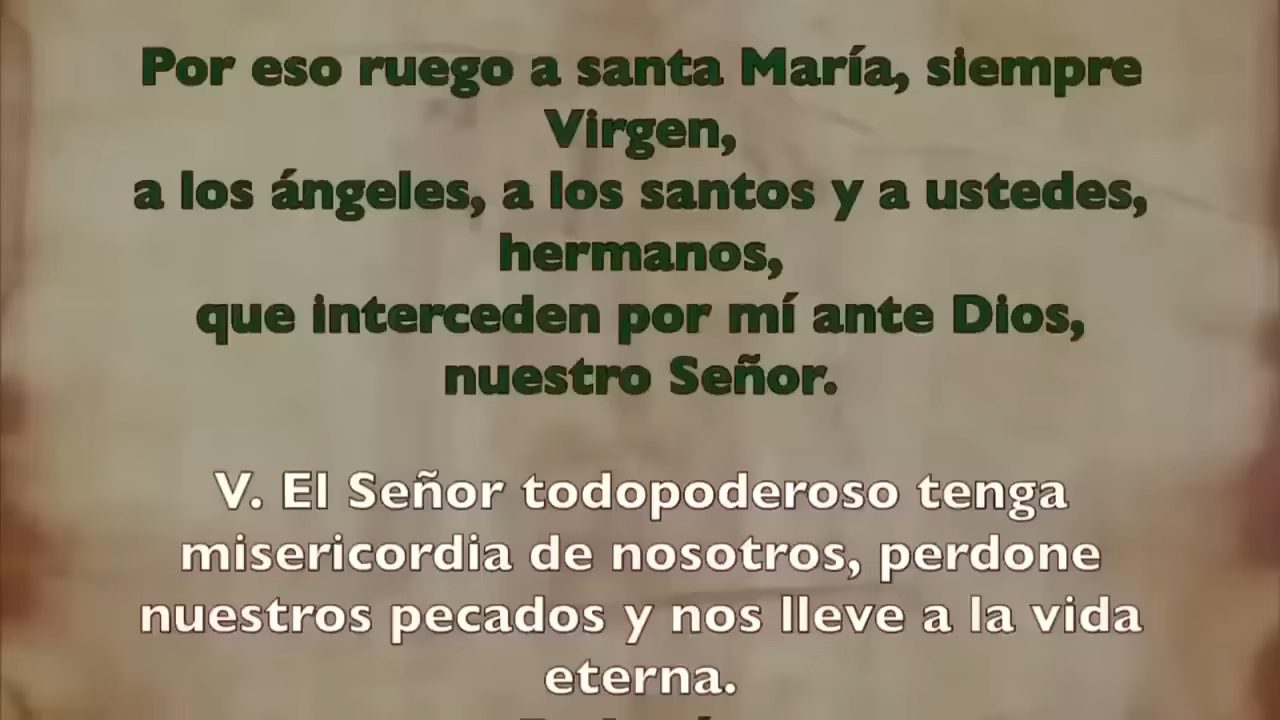 Por eso ruego a santa María, siempre
Virgen,
a los ángeles, a los santos y a ustedes,
hermanos,
que interceden por mí ante Dios,
nuestro Señor.
V. El Señor todopoderoso tenga
misericordia de nosotros, perdone
nuestros pecados y nos lleve a la vida
eterna.